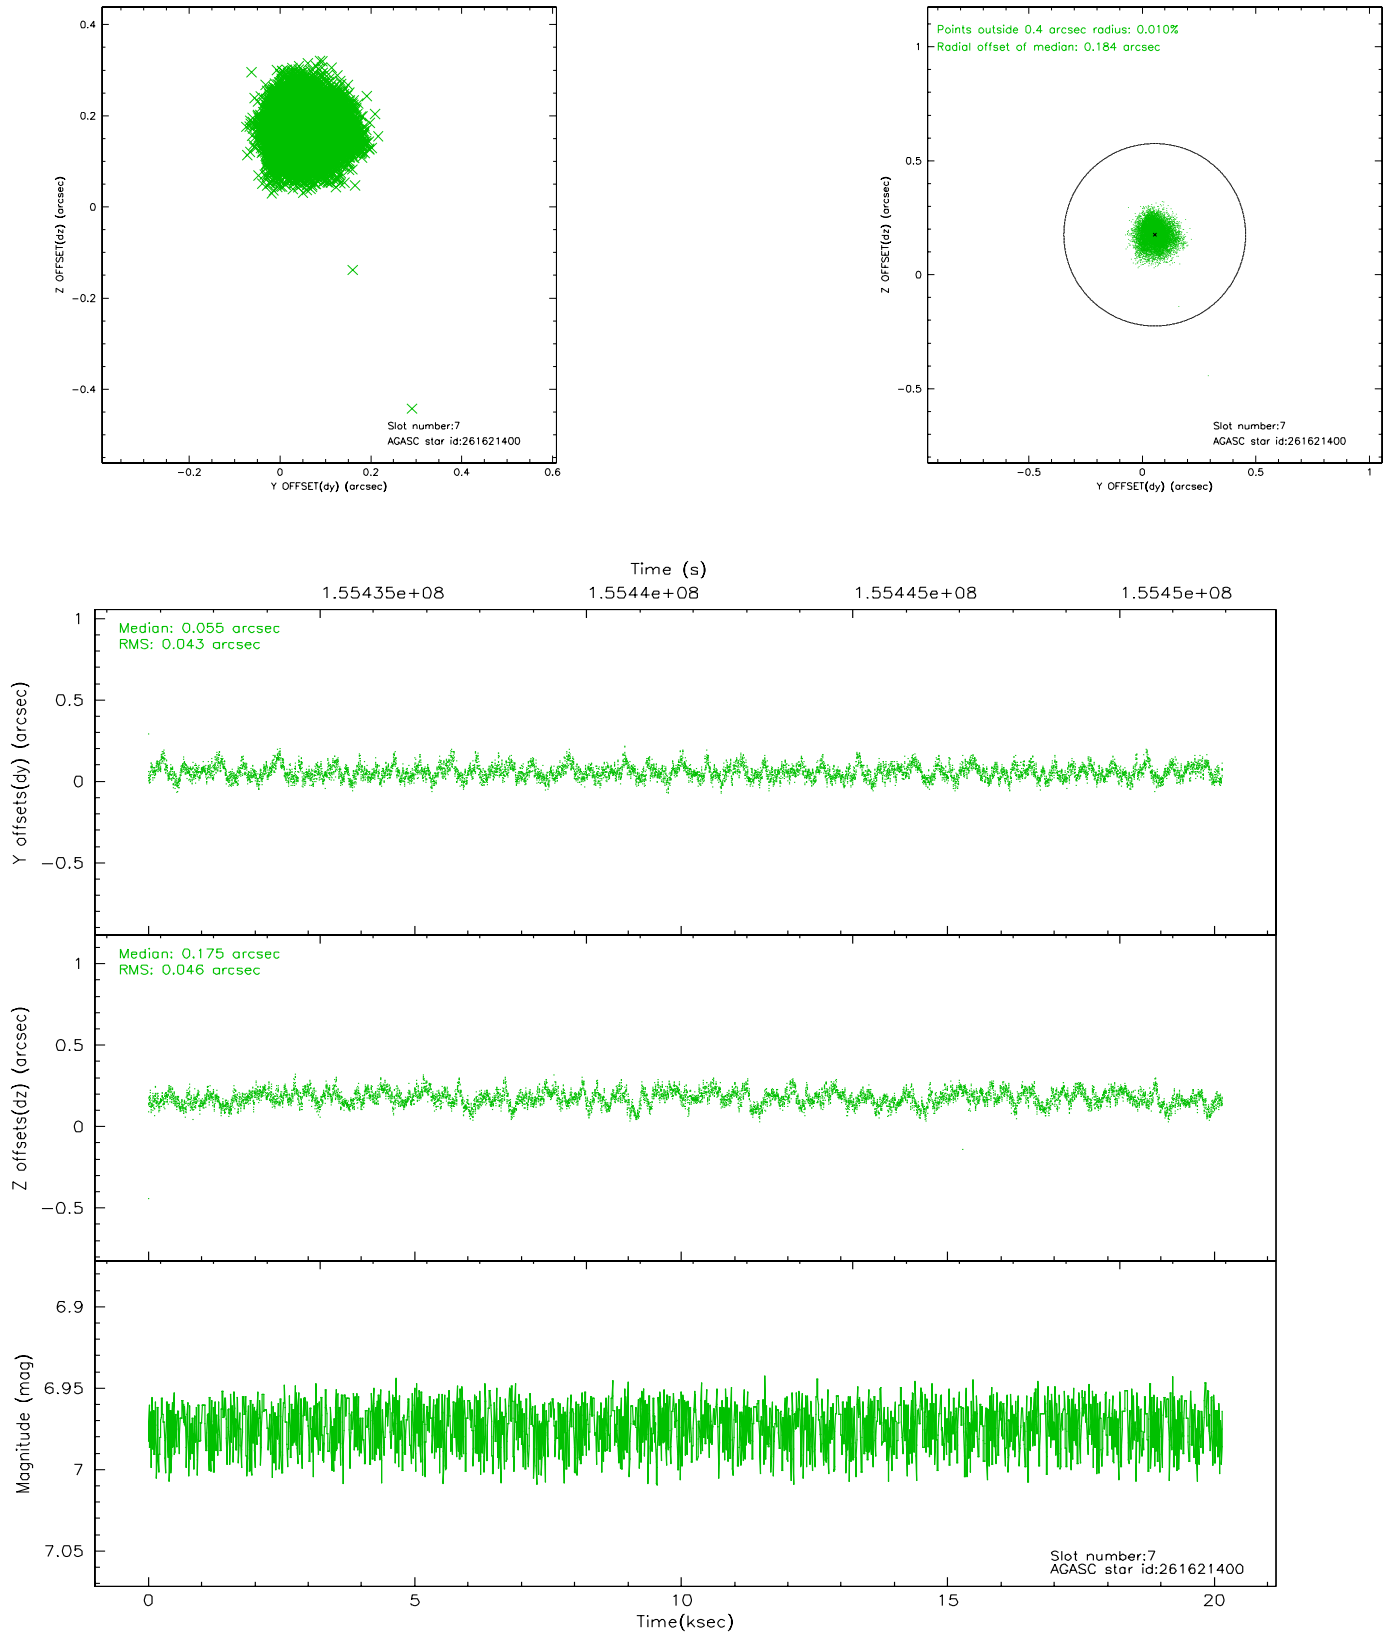 0.4
0.2
0
−0.2
−0.4
Z OFFSET(dz) (arcsec)
Slot number:7
AGASC star id:261621400
−0.2 0 0.2 0.4 0.6
Y OFFSET(dy) (arcsec)
Points outside 0.4 arcsec radius: 0.010%
Radial offset of median: 0.184 arcsec
1
0.5
0
−0.5
Z OFFSET(dz) (arcsec)
Slot number:7
AGASC star id:261621400
−0.5 0 0.5 1
Y OFFSET(dy) (arcsec)
Time (s)
1.55435e+08 1.5544e+08 1.55445e+08 1.5545e+08
Median: 0.055 arcsec
RMS: 0.043 arcsec
1
0.5
0
−0.5
Y offsets(dy) (arcsec)
Median: 0.175 arcsec
RMS: 0.046 arcsec
1
0.5
0
−0.5
Z offsets(dz) (arcsec)
6.9
6.95
7
7.05
Magnitude (mag)
Slot number:7
AGASC star id:261621400
0 5 10 15 20
Time(ksec)